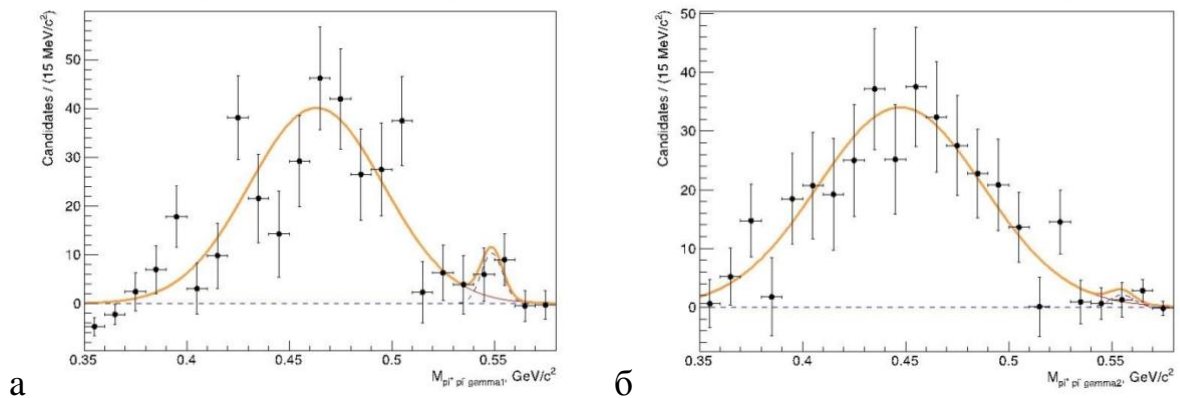 Candidates / (15 MeV/c²)
50
40
30
20
10
0
0.35 0.4 0.45 0.5 0.55
M pi⁺ pi⁻ gamma1, GeV/c²
а
Candidates / (15 MeV/c²)
50
40
30
20
10
0
0.35 0.4 0.45 0.5 0.55
M pi⁺ pi⁻ gamma2, GeV/c²
б